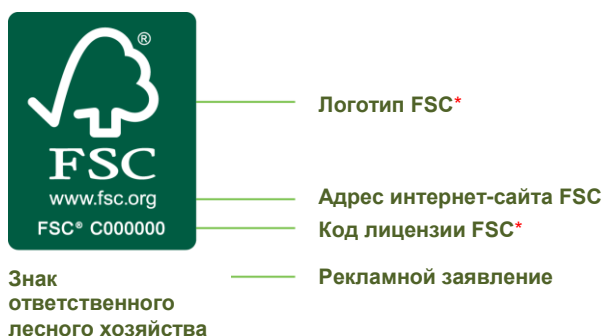 ®
FSC
www.fsc.org
FSC® C000000
Логотип FSC*
Адрес интернет-сайта FSC
Код лицензии FSC*
Рекламной заявление
Знак
ответственного
лесного хозяйства